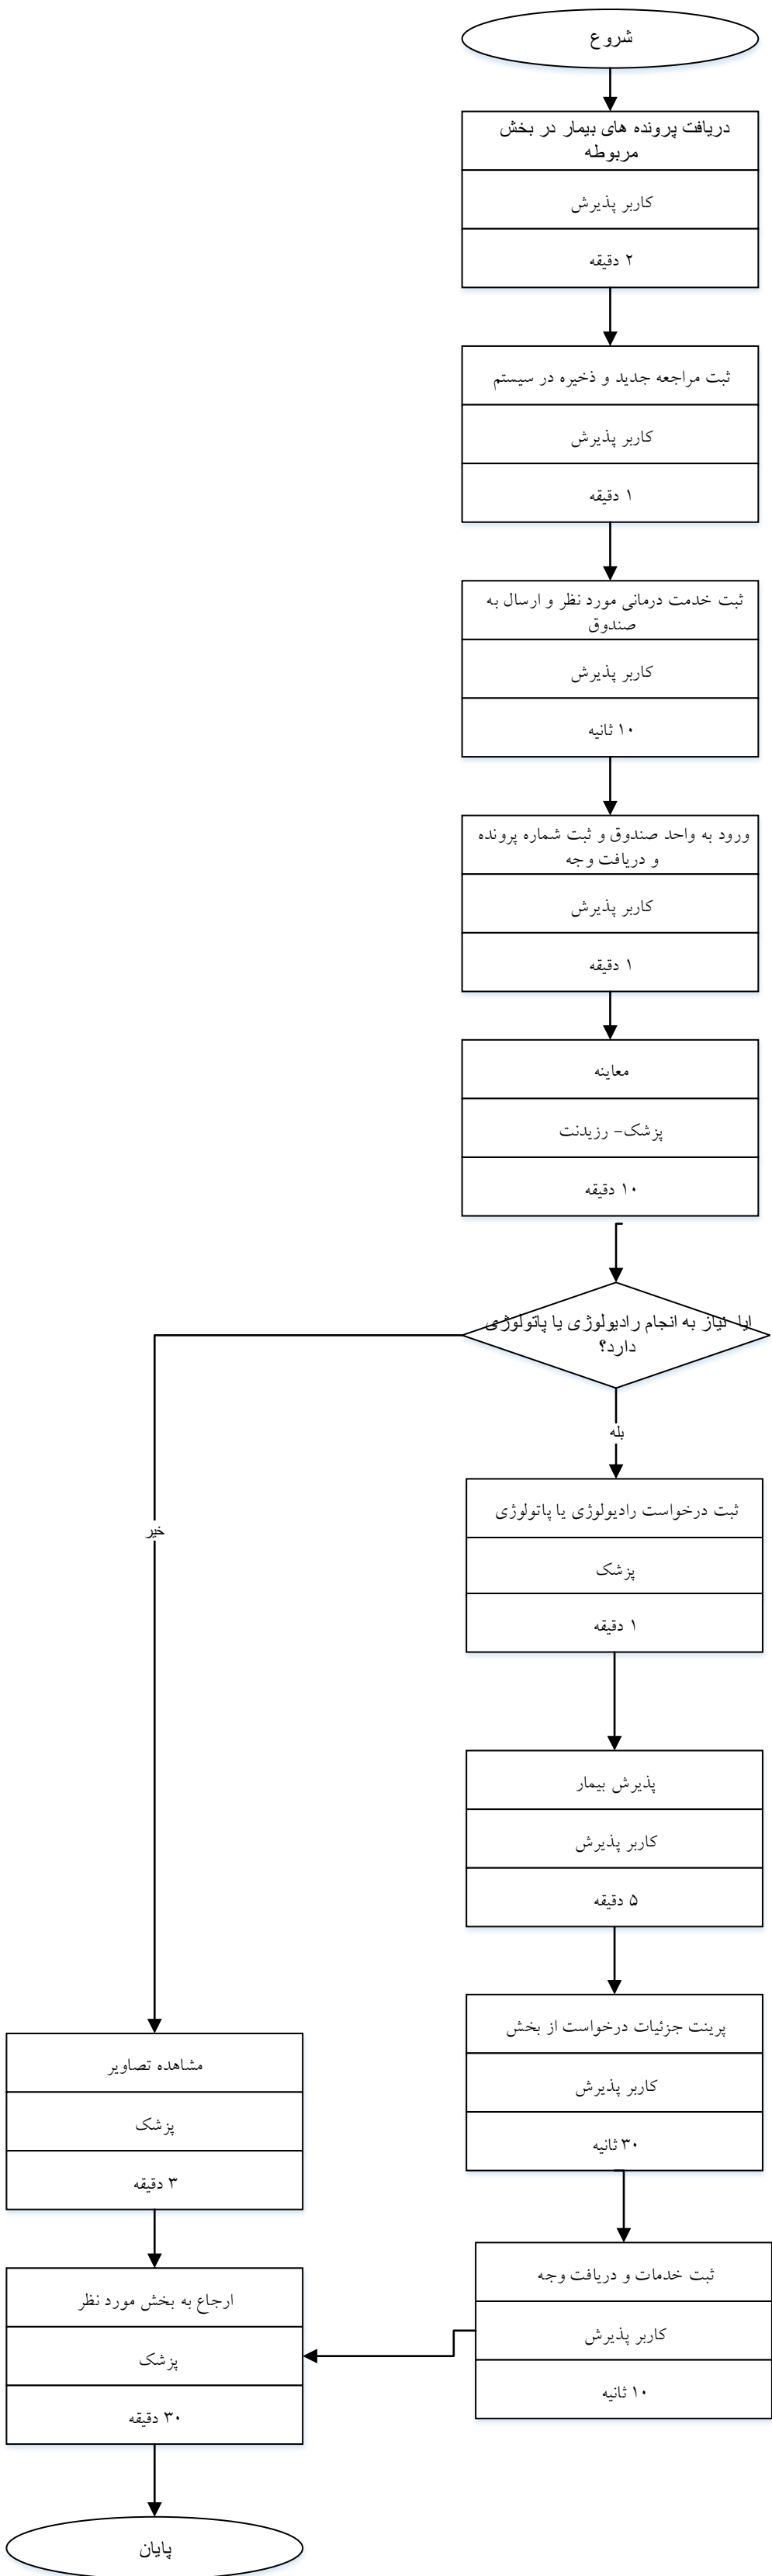 شروع
دریافت پرونده های بیمار در بخش
مربوطه
کاربر پذیرش
۲ دقیقه
ثبت مراجعه جدید و ذخیره در سیستم
کاربر پذیرش
۱ دقیقه
ثبت خدمت درمانی مورد نظر و ارسال به
صندوق
کاربر پذیرش
۱۰ ثانیه
ورود به واحد صندوق و ثبت شماره پرونده
و دریافت وجه
کاربر پذیرش
۱ دقیقه
معاینه
پزشک- رزیدنت
۱۰ دقیقه
ایا نیاز به انجام رادیولوژی یا پاتولوژی
دارد؟
بله
خیر
ثبت درخواست رادیولوژی یا پاتولوژی
پزشک
۱ دقیقه
پذیرش بیمار
کاربر پذیرش
۵ دقیقه
پرینت جزئیات درخواست از بخش
کاربر پذیرش
۳۰ ثانیه
ثبت خدمات و دریافت وجه
کاربر پذیرش
۱۰ ثانیه
مشاهده تصاویر
پزشک
۳ دقیقه
ارجاع به بخش مورد نظر
پزشک
۳۰ دقیقه
پایان